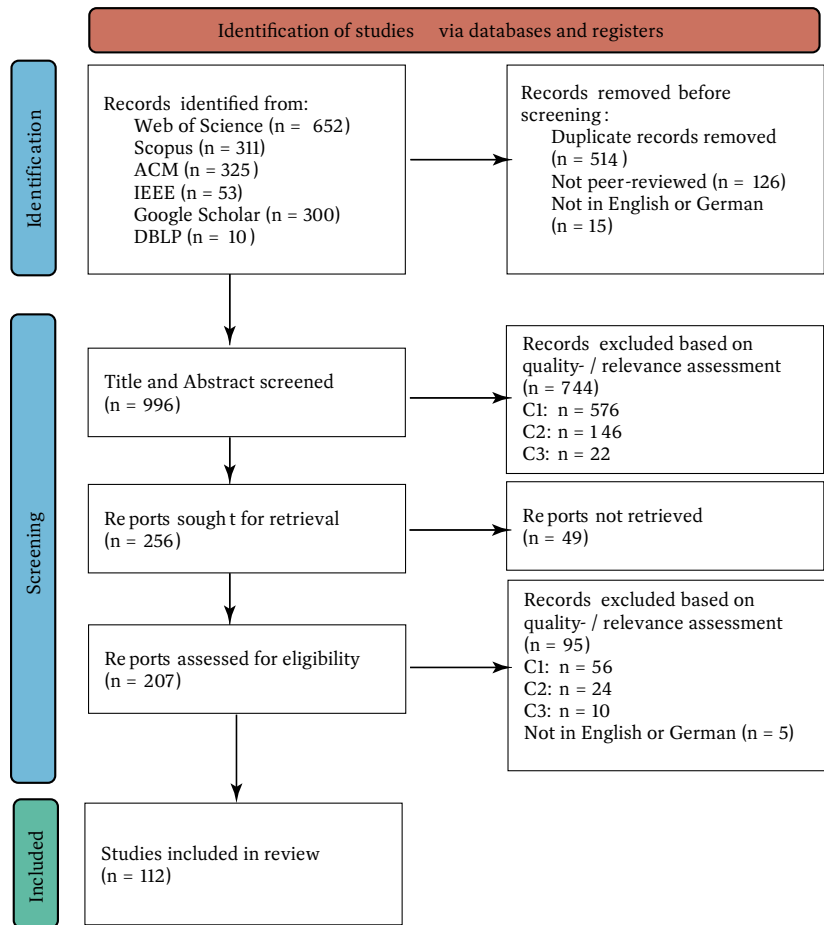 Identification of studies via databases and registers
Identification
Records identified from:
Web of Science (n = 652)
Scopus (n = 311)
ACM (n = 325)
IEEE (n = 53)
Google Scholar (n = 300)
DBLP (n = 10)
Records removed before
screening:
Duplicate records removed
(n = 514)
Not peer-reviewed (n = 126)
Not in English or German
(n = 15)
Screening
Title and Abstract screened
(n = 996)
Records excluded based on
quality- / relevance assessment
(n = 744)
C1: n = 576
C2: n = 146
C3: n = 22
Reports sought for retrieval
(n = 256)
Reports not retrieved
(n = 49)
Reports assessed for eligibility
(n = 207)
Records excluded based on
quality- / relevance assessment
(n = 95)
C1: n = 56
C2: n = 24
C3: n = 10
Not in English or German (n = 5)
Included
Studies included in review
(n = 112)